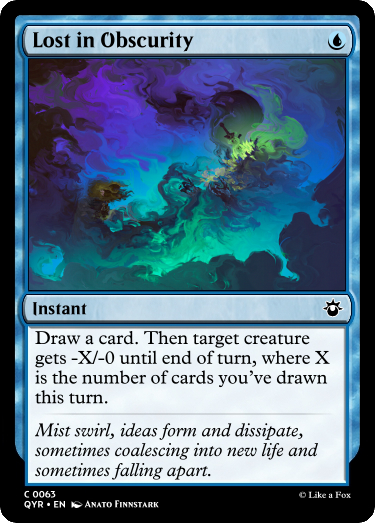 Lost in Obscurity
Instant
Draw a card. Then target creature
gets -X/-0 until end of turn, where X
is the number of cards you've drawn
this turn.
Mist swirl, ideas form and dissipate,
sometimes coalescing into new life and
sometimes falling apart.
C 0063
QYR • EN Anato Finnstark
© Like a Fox